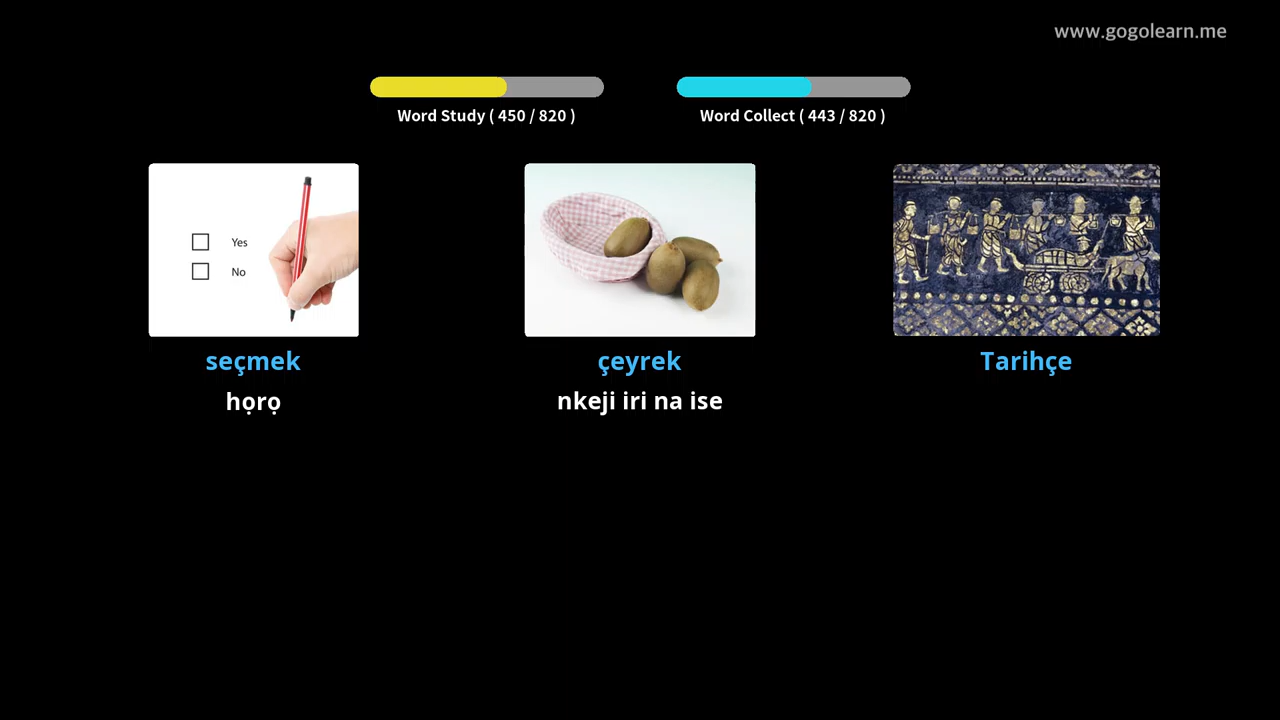 www.gogolearn.me
Word Study ( 450 / 820 )
Word Collect ( 443 / 820 )
Yes
No
seçmek
họrọ
çeyrek
nkeji iri na ise
Tarihçe